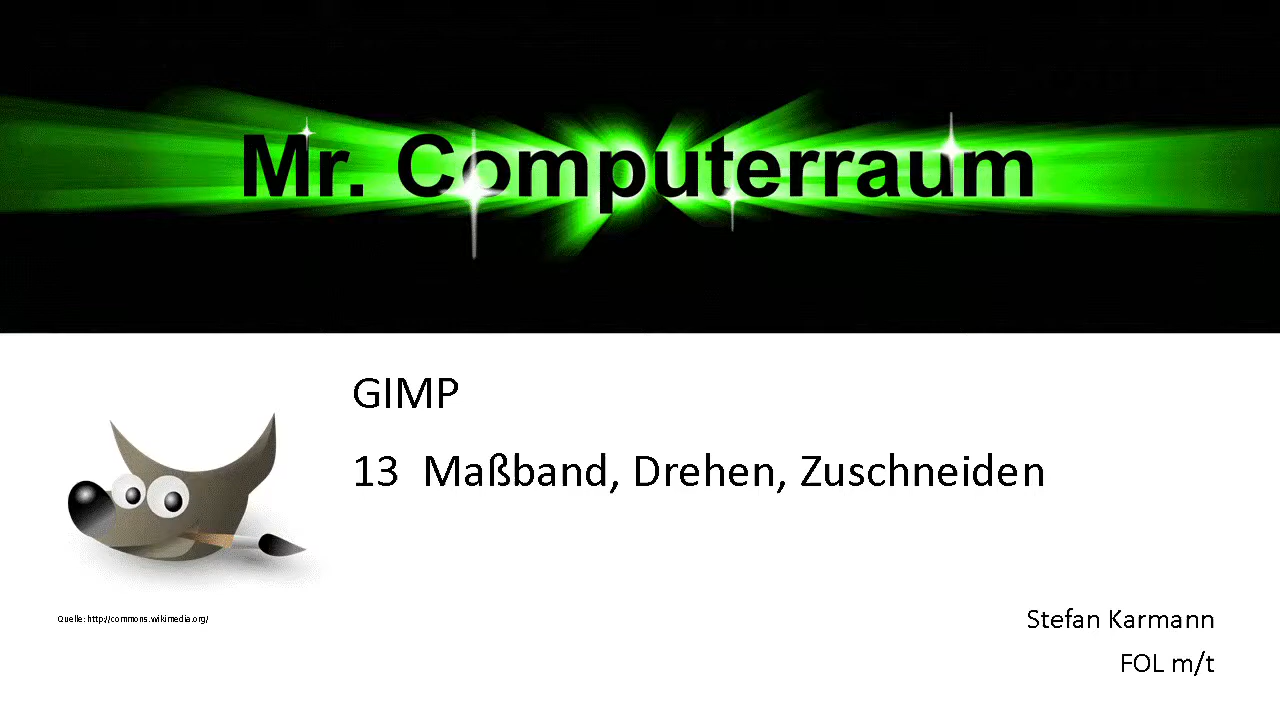 Mr. Computerraum
GIMP
13 Maßband, Drehen, Zuschneiden
Quelle: http://commons.wikimedia.org/
Stefan Karmann
FOL m/t